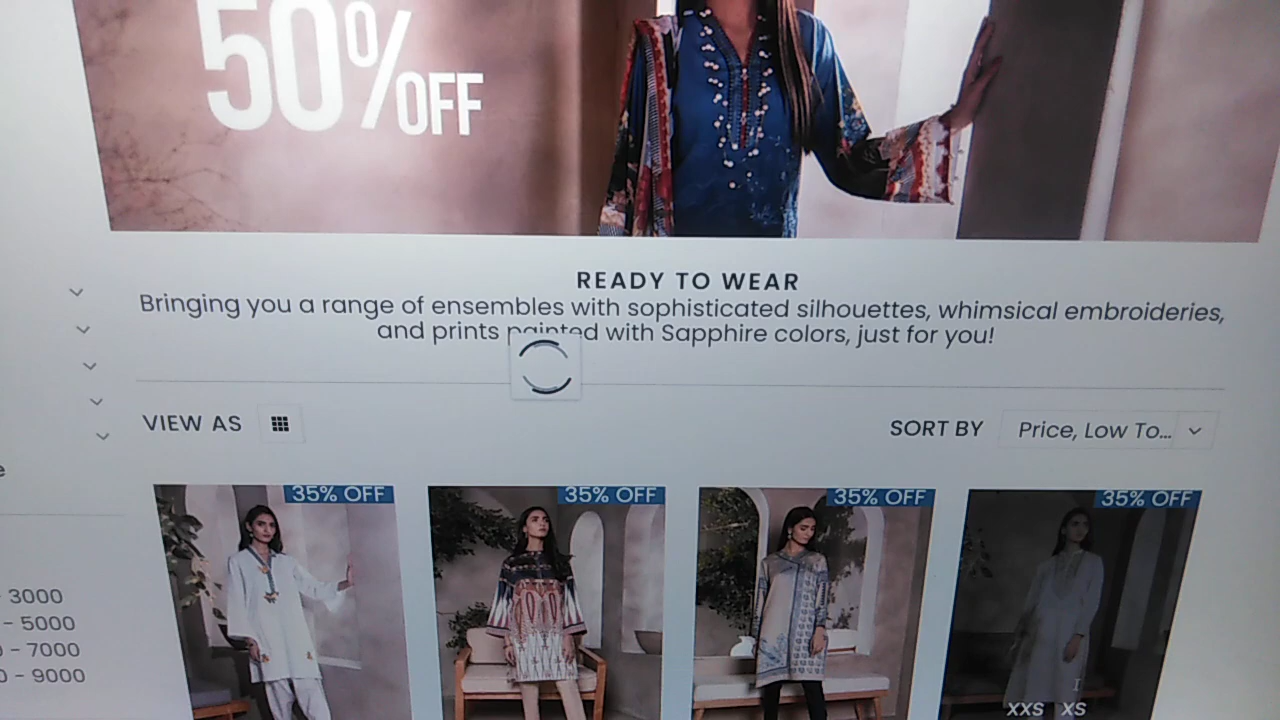 50% OFF
READY TO WEAR
Bringing you a range of ensembles with sophisticated silhouettes, whimsical embroideries,
and prints painted with Sapphire colors, just for you!
VIEW AS
SORT BY
Price, Low To...
35% OFF
35% OFF
35% OFF
35% OFF
- 3000
- 5000
- 7000
- 9000
XXS XS